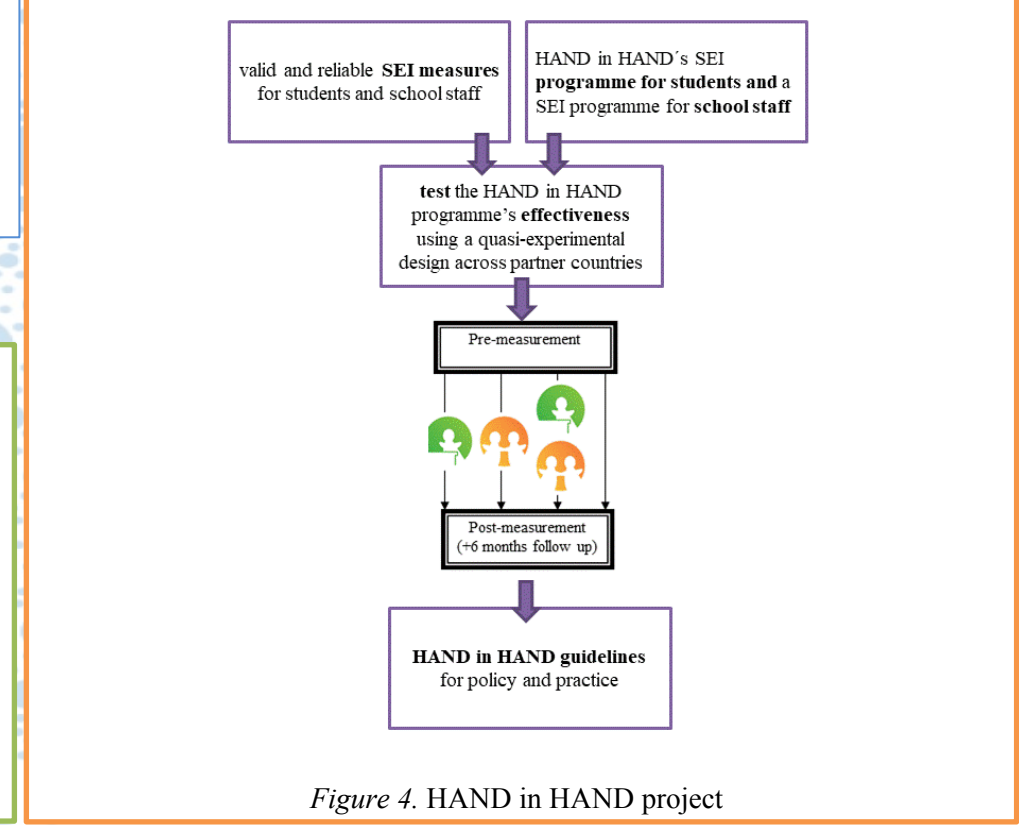 valid and reliable SEI measures
for students and school staff
HAND in HAND´s SEI
programme for students and a
SEI programme for school staff
test the HAND in HAND
programme’s effectiveness
using a quasi-experimental
design across partner countries
Pre-measurement
Post-measurement
(+6 months follow up)
HAND in HAND guidelines
for policy and practice
Figure 4. HAND in HAND project